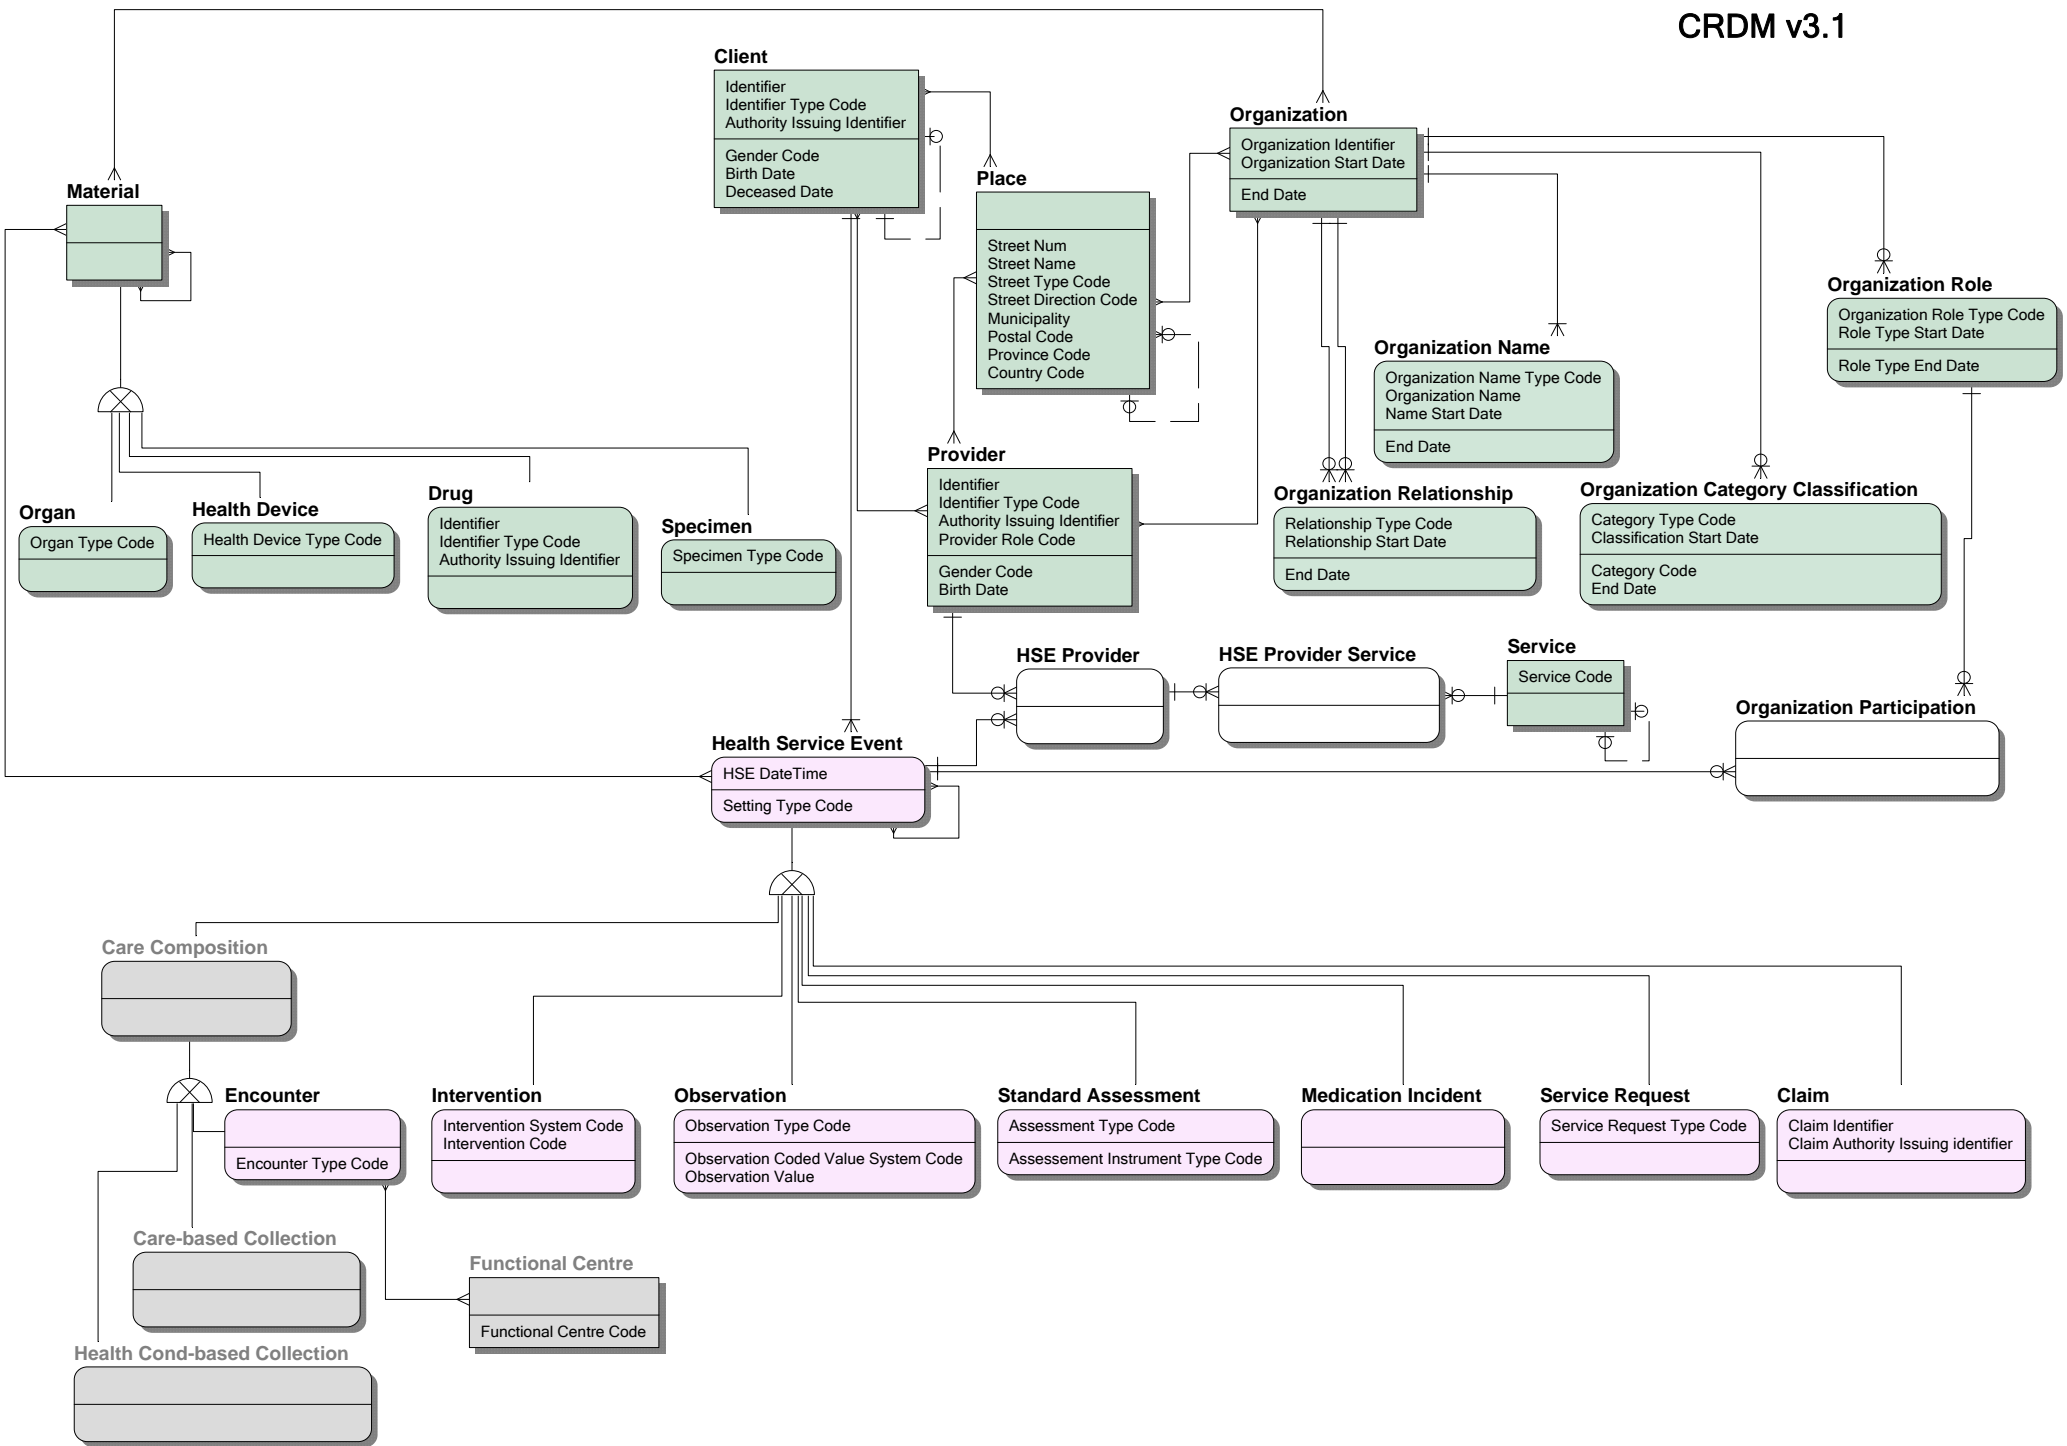 CRDM v3.1
Client
Identifier
Identifier Type Code
Authority Issuing Identifier
Gender Code
Birth Date
Deceased Date
Organization
Organization Identifier
Organization Start Date
End Date
Material
Place
Street Num
Street Name
Street Type Code
Street Direction Code
Municipality
Postal Code
Province Code
Country Code
Organization Role
Organization Role Type Code
Role Type Start Date
Role Type End Date
Organization Name
Organization Name Type Code
Organization Name
Name Start Date
End Date
Organ
Organ Type Code
Health Device
Health Device Type Code
Drug
Identifier
Identifier Type Code
Authority Issuing Identifier
Specimen
Specimen Type Code
Provider
Identifier
Identifier Type Code
Authority Issuing Identifier
Provider Role Code
Gender Code
Birth Date
Organization Relationship
Relationship Type Code
Relationship Start Date
End Date
Organization Category Classification
Category Type Code
Classification Start Date
Category Code
End Date
HSE Provider
HSE Provider Service
Service
Service Code
Organization Participation
Health Service Event
HSE DateTime
Setting Type Code
Care Composition
Encounter
Encounter Type Code
Intervention
Intervention System Code
Intervention Code
Observation
Observation Type Code
Observation Coded Value System Code
Observation Value
Standard Assessment
Assessment Type Code
Assessement Instrument Type Code
Medication Incident
Service Request
Service Request Type Code
Claim
Claim Identifier
Claim Authority Issuing identifier
Care-based Collection
Functional Centre
Functional Centre Code
Health Cond-based Collection